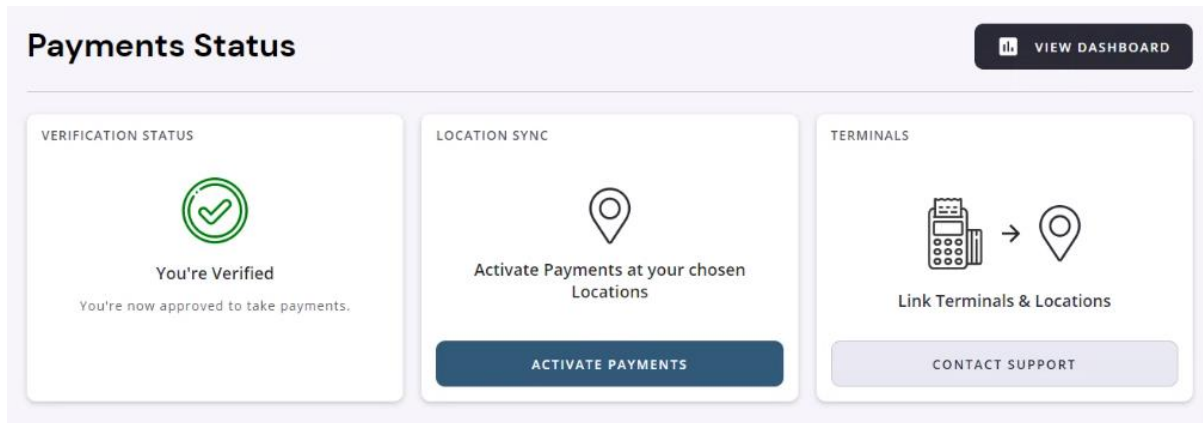 Payments Status
VIEW DASHBOARD
VERIFICATION STATUS
You're Verified
You're now approved to take payments.
LOCATION SYNC
Activate Payments at your chosen
Locations
ACTIVATE PAYMENTS
TERMINALS
Link Terminals & Locations
CONTACT SUPPORT